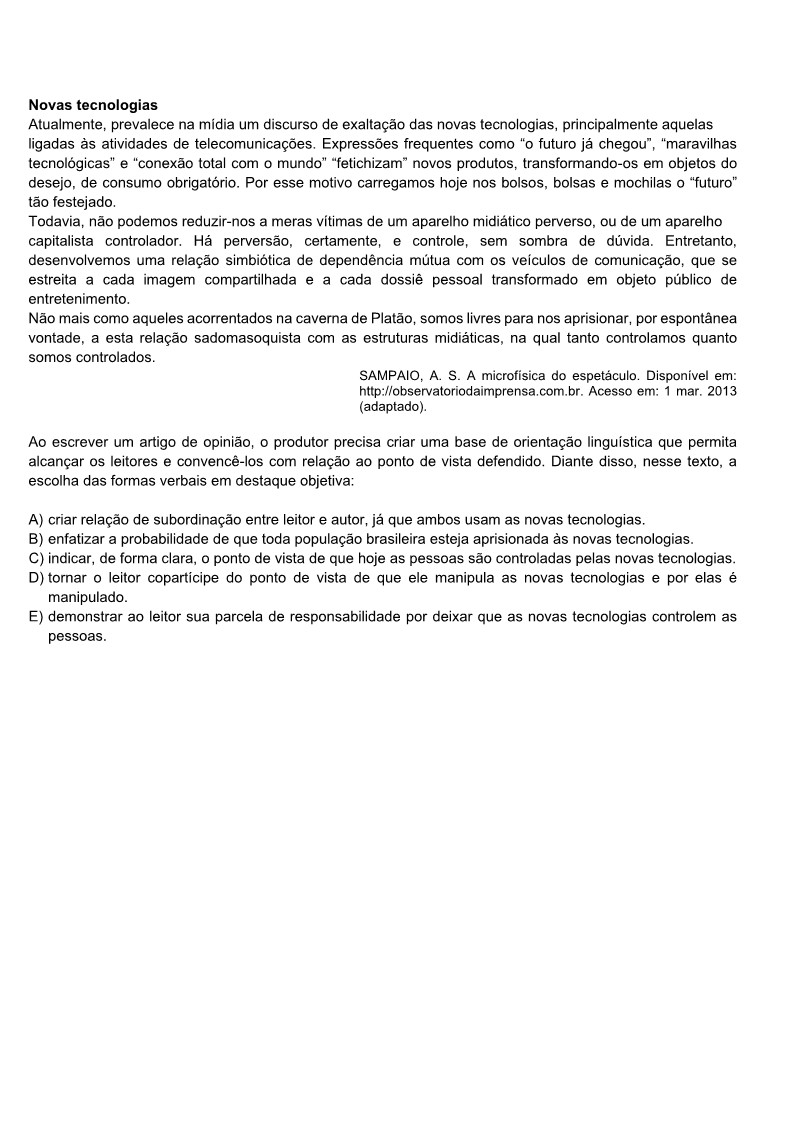 Novas tecnologias
Atualmente, prevalece na mídia um discurso de exaltação das novas tecnologias, principalmente aquelas
ligadas às atividades de telecomunicações. Expressões frequentes como “o futuro já chegou”, “maravilhas
tecnológicas” e “conexão total com o mundo” “fetichizam” novos produtos, transformando-os em objetos do
desejo, de consumo obrigatório. Por esse motivo carregamos hoje nos bolsos, bolsas e mochilas o “futuro”
tão festejado.
Todavia, não podemos reduzir-nos a meras vítimas de um aparelho midiático perverso, ou de um aparelho
capitalista controlador. Há perversão, certamente, e controle, sem sombra de dúvida. Entretanto,
desenvolvemos uma relação simbiótica de dependência mútua com os veículos de comunicação, que se
estreita a cada imagem compartilhada e a cada dossiê pessoal transformado em objeto público de
entretenimento.
Não mais como aqueles acorrentados na caverna de Platão, somos livres para nos aprisionar, por espontânea
vontade, a esta relação sadomasoquista com as estruturas midiáticas, na qual tanto controlamos quanto
somos controlados.
SAMPAIO, A. S. A microfísica do espetáculo. Disponível em:
http://observatoriodaimprensa.com.br. Acesso em: 1 mar. 2013
(adaptado).
Ao escrever um artigo de opinião, o produtor precisa criar uma base de orientação linguística que permita
alcançar os leitores e convencê-los com relação ao ponto de vista defendido. Diante disso, nesse texto, a
escolha das formas verbais em destaque objetiva:
A) criar relação de subordinação entre leitor e autor, já que ambos usam as novas tecnologias.
B) enfatizar a probabilidade de que toda população brasileira esteja aprisionada às novas tecnologias.
C) indicar, de forma clara, o ponto de vista de que hoje as pessoas são controladas pelas novas tecnologias.
D) tornar o leitor copartícipe do ponto de vista de que ele manipula as novas tecnologias e por elas é
manipulado.
E) demonstrar ao leitor sua parcela de responsabilidade por deixar que as novas tecnologias controlem as
pessoas.